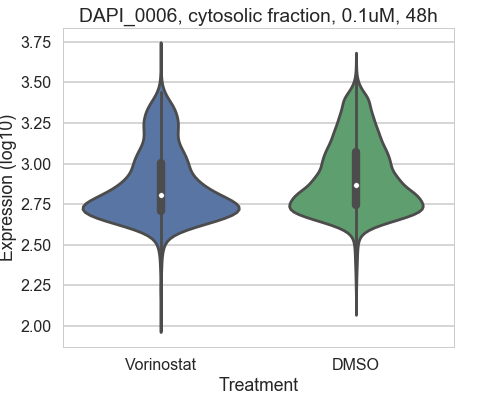 DAPI_0006, cytosolic fraction, 0.1uM, 48h
Expression (log10)
3.75
3.50
3.25
3.00
2.75
2.50
2.25
2.00
Vorinostat DMSO
Treatment